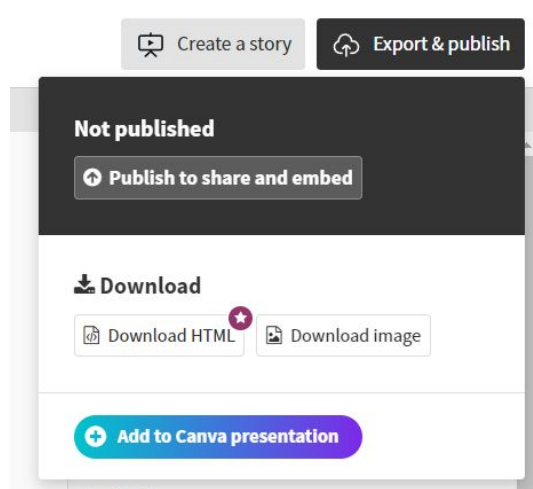 Create a story
Export & publish
Not published
Publish to share and embed
Download
Download HTML
Download image
Add to Canva presentation